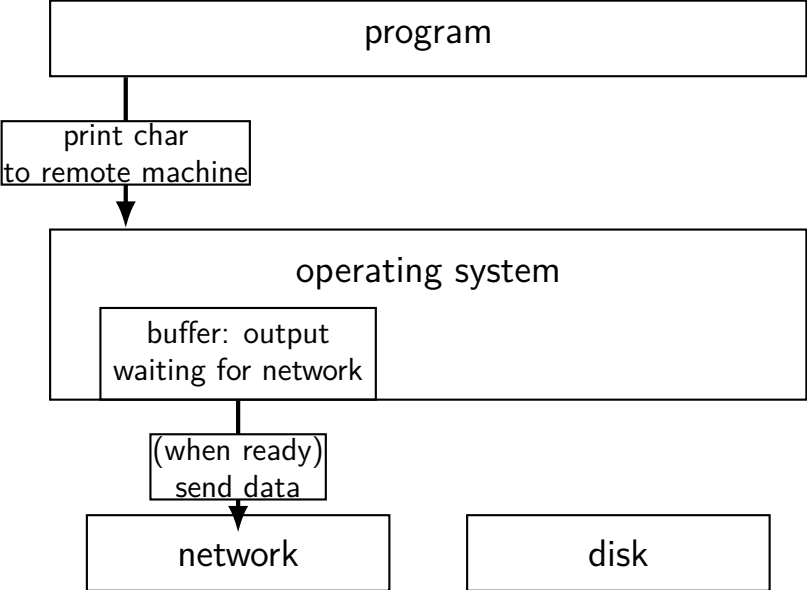 program
print char
to remote machine
operating system
buffer: output
waiting for network
(when ready)
send data
network
disk